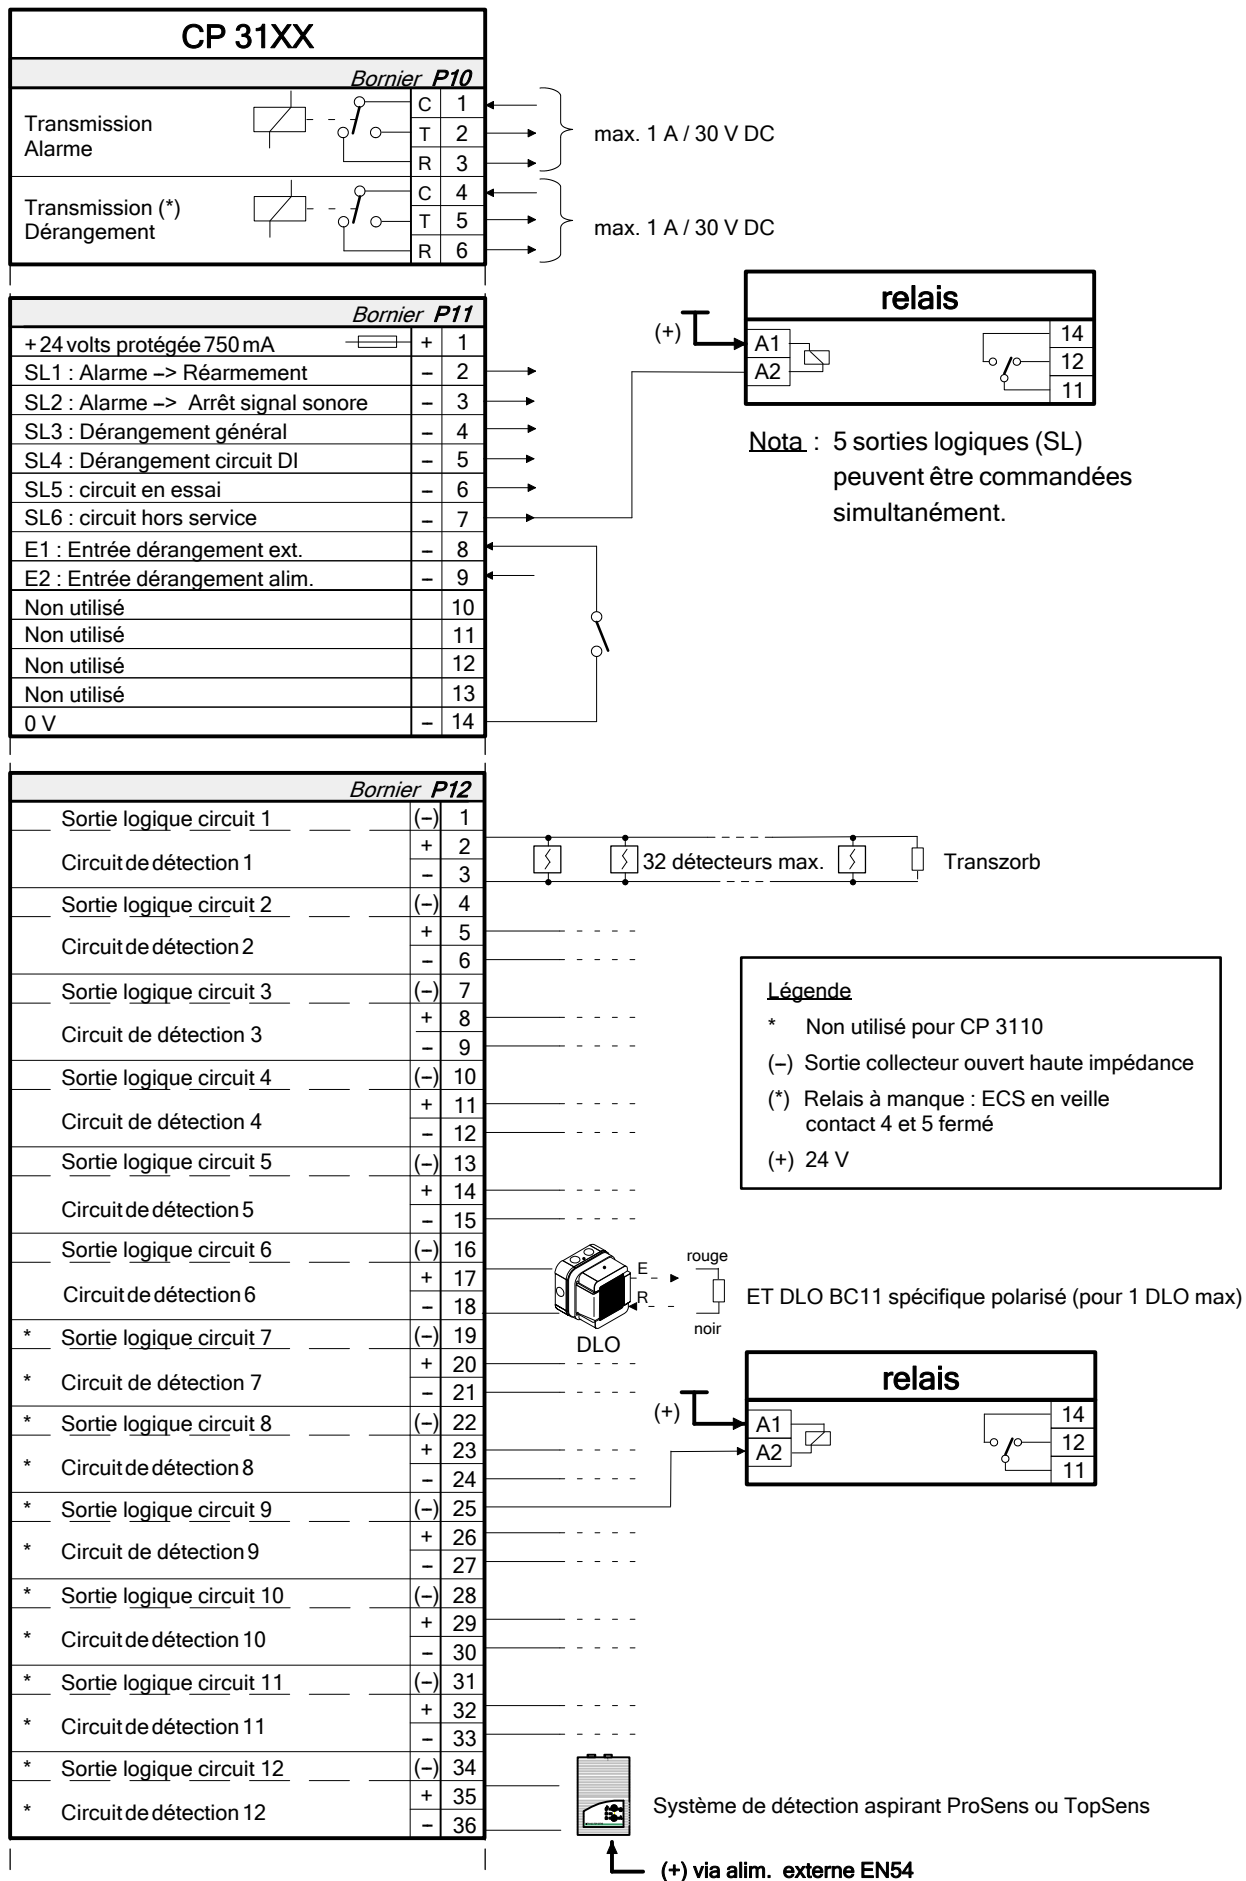 CP 31XX
Bornier P10
Transmission
Alarme
C 1
T 2
R 3
max. 1 A / 30 V DC
Transmission (*)
Dérangement
C 4
T 5
R 6
max. 1 A / 30 V DC
Bornier P11
+ 24 volts protégée 750 mA + 1
SL1 : Alarme –> Réarmement – 2
SL2 : Alarme –> Arrêt signal sonore – 3
SL3 : Dérangement général – 4
SL4 : Dérangement circuit DI – 5
SL5 : circuit en essai – 6
SL6 : circuit hors service – 7
E1 : Entrée dérangement ext. – 8
E2 : Entrée dérangement alim. – 9
Non utilisé 10
Non utilisé 11
Non utilisé 12
Non utilisé 13
0 V – 14
relais
(+)
A1
A2
14
12
11
Nota : 5 sorties logiques (SL)
peuvent être commandées
simultanément.
Bornier P12
Sortie logique circuit 1 (–) 1
Circuit de détection 1
+ 2
– 3
32 détecteurs max.
Transzorb
Sortie logique circuit 2 (–) 4
Circuit de détection 2
+ 5
– 6
Sortie logique circuit 3 (–) 7
Circuit de détection 3
+ 8
– 9
Sortie logique circuit 4 (–) 10
Circuit de détection 4
+ 11
– 12
Sortie logique circuit 5 (–) 13
Circuit de détection 5
+ 14
– 15
Sortie logique circuit 6 (–) 16
Circuit de détection 6
+ 17
– 18
* Sortie logique circuit 7 (–) 19
* Circuit de détection 7
+ 20
– 21
* Sortie logique circuit 8 (–) 22
* Circuit de détection 8
+ 23
– 24
* Sortie logique circuit 9 (–) 25
* Circuit de détection 9
+ 26
– 27
* Sortie logique circuit 10 (–) 28
* Circuit de détection 10
+ 29
– 30
* Sortie logique circuit 11 (–) 31
* Circuit de détection 11
+ 32
– 33
* Sortie logique circuit 12 (–) 34
* Circuit de détection 12
+ 35
– 36
Légende
* Non utilisé pour CP 3110
(–) Sortie collecteur ouvert haute impédance
(*) Relais à manque : ECS en veille
contact 4 et 5 fermé
(+) 24 V
E
R
rouge
noir
DLO
ET DLO BC11 spécifique polarisé (pour 1 DLO max)
relais
(+)
A1
A2
14
12
11
Système de détection aspirant ProSens ou TopSens
(+) via alim. externe EN54